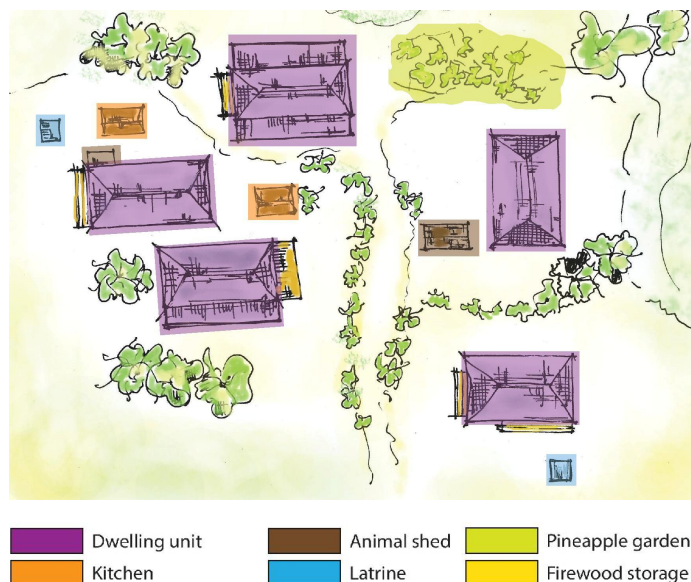 Dwelling unit
Animal shed
Pineapple garden
Kitchen
Latrine
Firewood storage